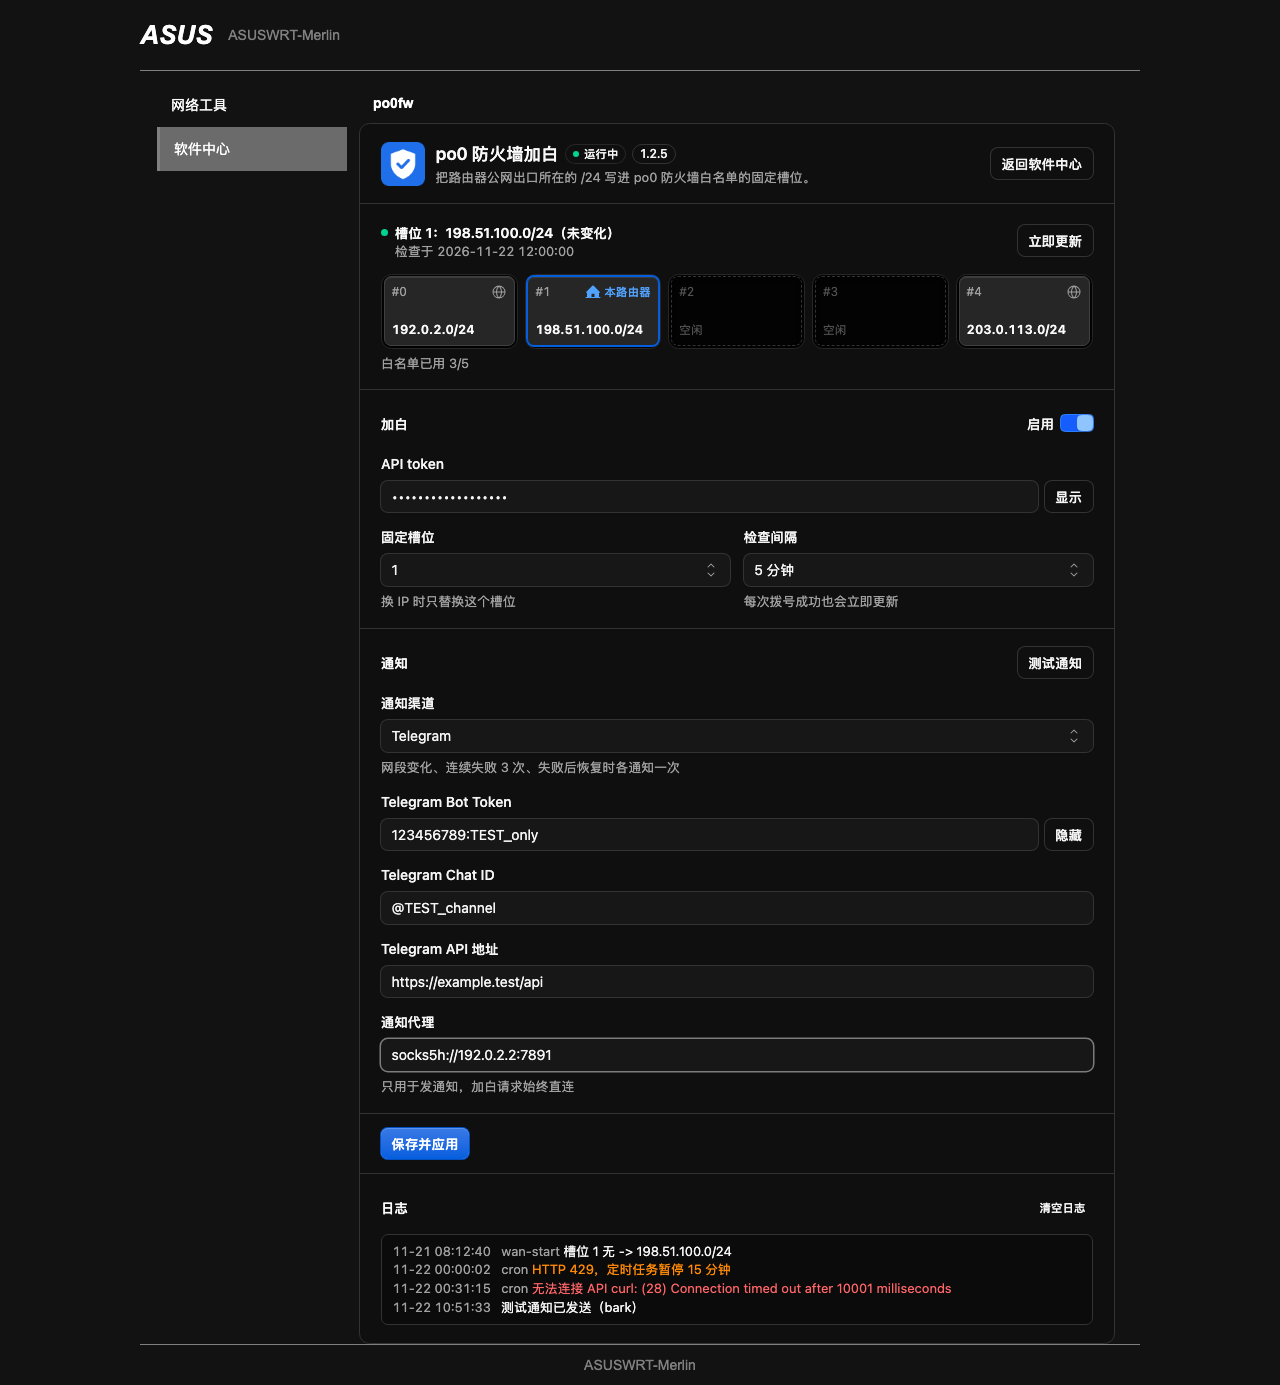 ASUS ASUSWRT-Merlin
网络工具
软件中心
po0fw
po0 防火墙加白 运行中 1.2.5
把路由器公网出口所在的 /24 写进 po0 防火墙白名单的固定槽位。
返回软件中心
槽位 1：198.51.100.0/24（未变化）
检查于 2026-11-22 12:00:00
立即更新
#0
192.0.2.0/24
#1 本路由器
198.51.100.0/24
#2
空闲
#3
空闲
#4
203.0.113.0/24
白名单已用 3/5
加白
启用
API token
•••••••••••••••••• 显示
固定槽位
1
换 IP 时只替换这个槽位
检查间隔
5 分钟
每次拨号成功也会立即更新
通知
测试通知
通知渠道
Telegram
网段变化、连续失败 3 次、失败后恢复时各通知一次
Telegram Bot Token
123456789:TEST_only 隐藏
Telegram Chat ID
@TEST_channel
Telegram API 地址
https://example.test/api
通知代理
socks5h://192.0.2.2:7891
只用于发通知，加白请求始终直连
保存并应用
日志
清空日志
11-21 08:12:40 wan-start 槽位 1 无 -> 198.51.100.0/24
11-22 00:00:02 cron HTTP 429，定时任务暂停 15 分钟
11-22 00:31:15 cron 无法连接 API curl: (28) Connection timed out after 10001 milliseconds
11-22 10:51:33 测试通知已发送（bark）
ASUSWRT-Merlin